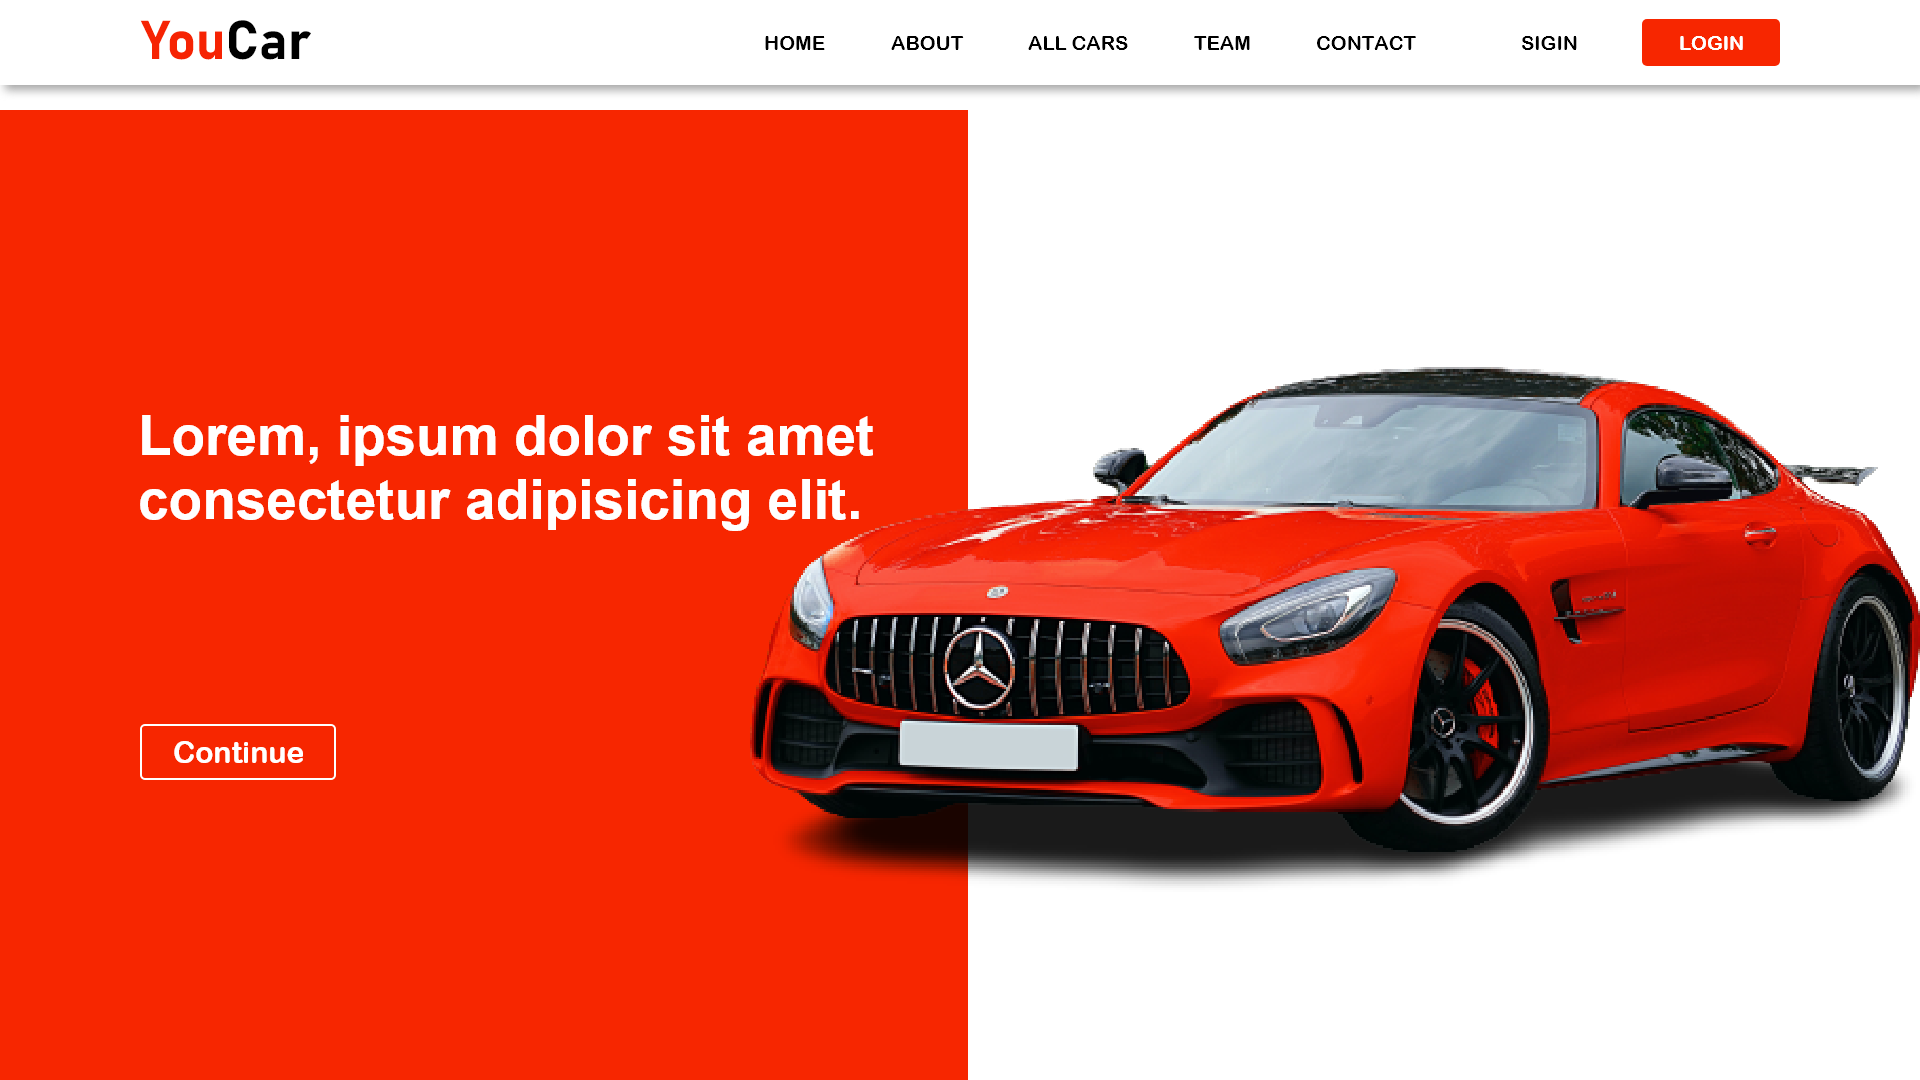 YouCar
HOME
ABOUT
ALL CARS
TEAM
CONTACT
SIGIN
LOGIN
Lorem, ipsum dolor sit amet
consectetur adipisicing elit.
Continue